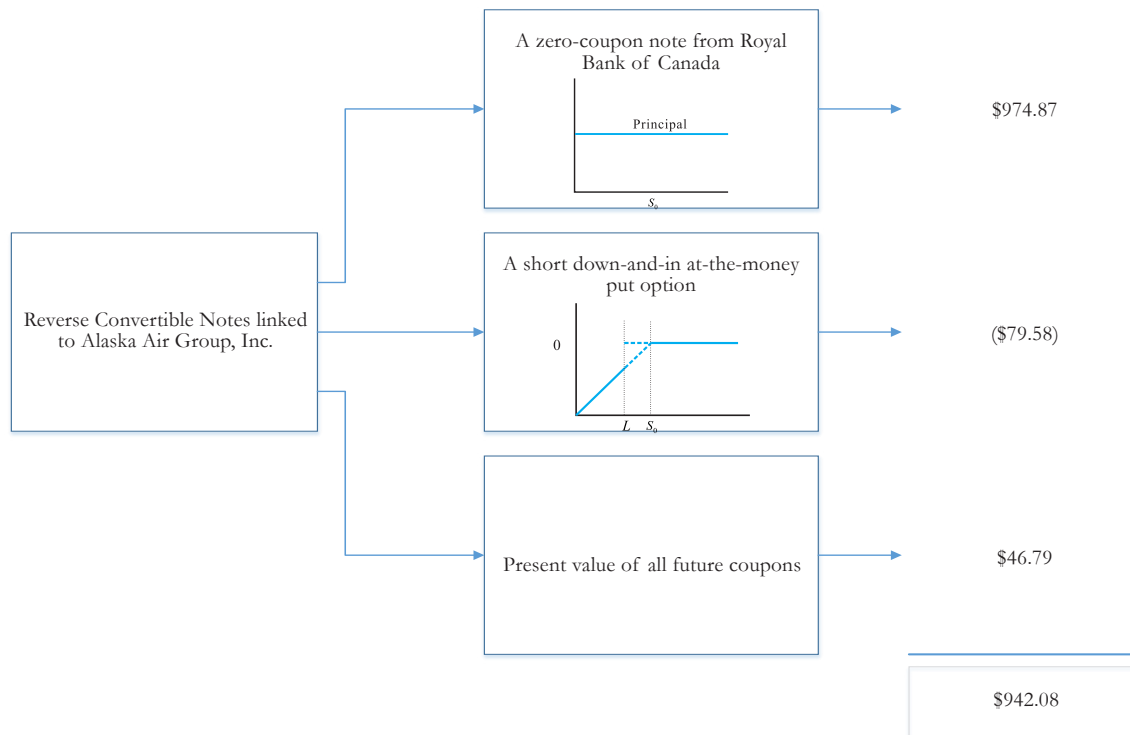 A zero-coupon note from Royal
Bank of Canada
Principal
S₀
$974.87
Reverse Convertible Notes linked
to Alaska Air Group, Inc.
A short down-and-in at-the-money
put option
0
L S₀
($79.58)
Present value of all future coupons
$46.79
$942.08